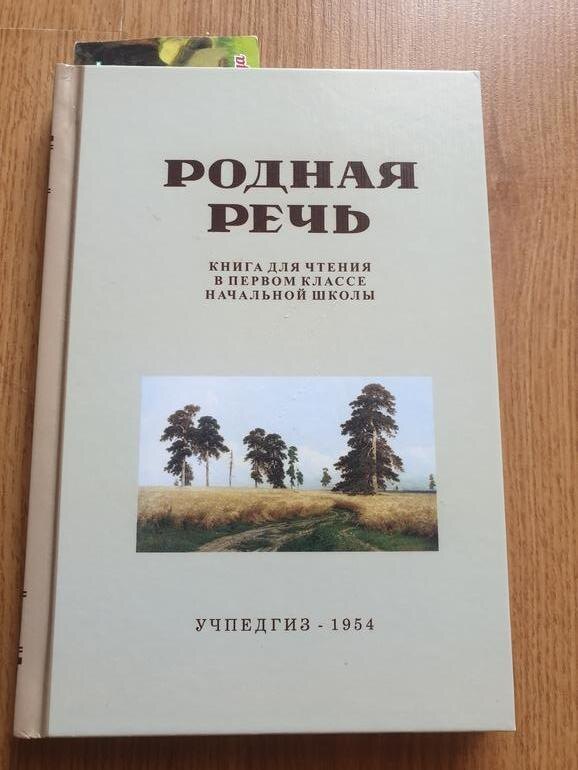 РОДНАЯ
РЕЧЬ
КНИГА ДЛЯ ЧТЕНИЯ
В ПЕРВОМ КЛАССЕ
НАЧАЛЬНОЙ ШКОЛЫ
УЧПЕДГИЗ - 1954